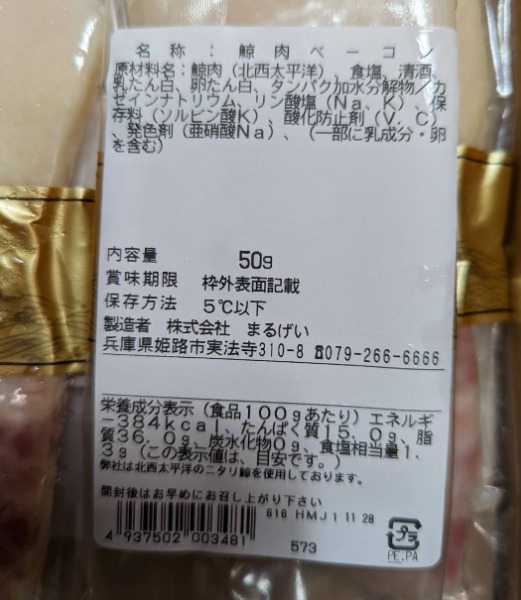 名称：鯨肉ベーコン
原材料名：鯨肉（北西太平洋）、食塩、清酒、
乳たん白、卵たん白、タンパク加水分解物／カ
ゼインナトリウム、リン酸塩（Na、K）、保
存料（ソルビン酸K）、酸化防止剤（V．C）
、発色剤（亜硝酸Na）、（一部に乳成分・卵
を含む）
内容量 50g
賞味期限 枠外表面記載
保存方法 5℃以下
製造者 株式会社 まるげい
兵庫県姫路市実法寺310-8 ☎079-266-6666
栄養成分表示（食品100gあたり）エネルギ
ー384kcal、たんぱく質15．0g、脂
質36．0g、炭水化物0g、食塩相当量1．
3g（この表示値は、目安です。）
弊社は北西太平洋のニタリ鯨を使用しております。
開封後はお早めにお召し上がり下さい
616 HMJ 1 11 28
4 937502 003481
573
プラ
PE,PA